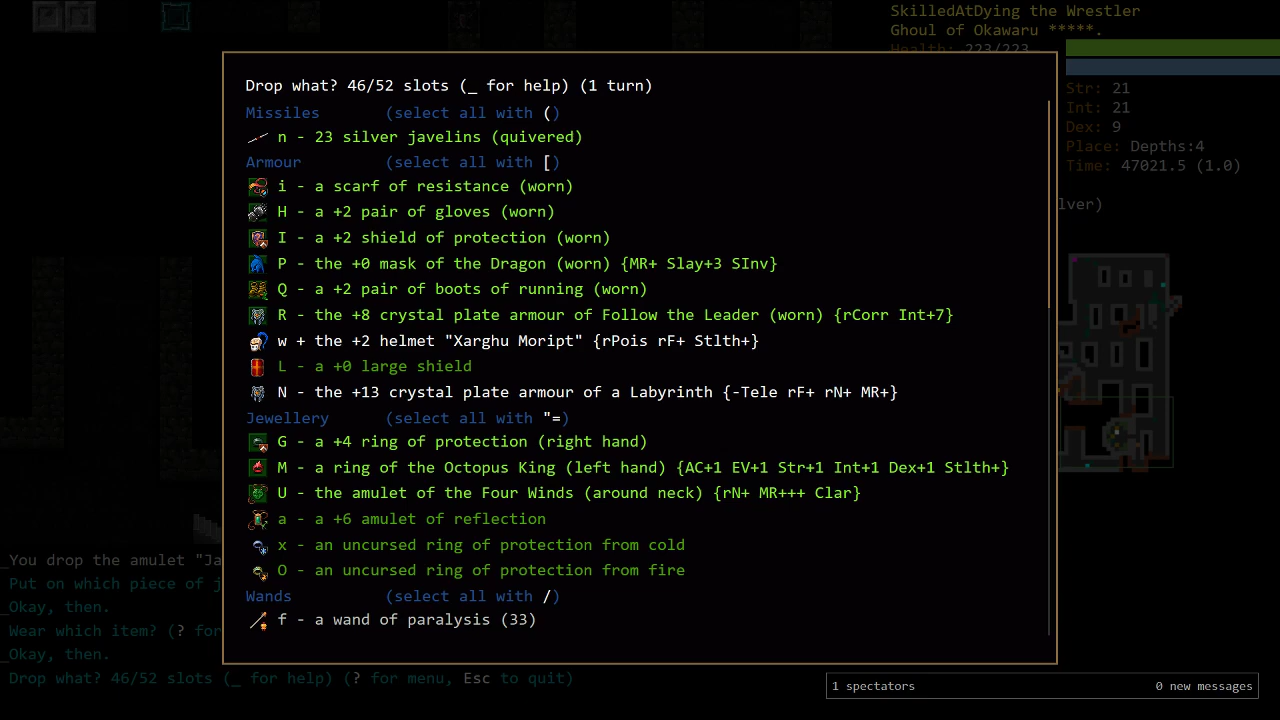 SkilledAtDying the Wrestler
Ghoul of Okawaru *****.
Health: 223/223
Str: 21
Int: 21
Dex: 9
Place: Depths:4
Time: 47021.5 (1.0)
lver)
Drop what? 46/52 slots (_ for help) (1 turn)
Missiles (select all with ()
n - 23 silver javelins (quivered)
Armour (select all with [)
i - a scarf of resistance (worn)
H - a +2 pair of gloves (worn)
I - a +2 shield of protection (worn)
P - the +0 mask of the Dragon (worn) {MR+ Slay+3 SInv}
Q - a +2 pair of boots of running (worn)
R - the +8 crystal plate armour of Follow the Leader (worn) {rCorr Int+7}
w + the +2 helmet "Xarghu Moript" {rPois rF+ Stlth+}
L - a +0 large shield
N - the +13 crystal plate armour of a Labyrinth {-Tele rF+ rN+ MR+}
Jewellery (select all with "=)
G - a +4 ring of protection (right hand)
M - a ring of the Octopus King (left hand) {AC+1 EV+1 Str+1 Int+1 Dex+1 Stlth+}
U - the amulet of the Four Winds (around neck) {rN+ MR+++ Clar}
a - a +6 amulet of reflection
x - an uncursed ring of protection from cold
O - an uncursed ring of protection from fire
Wands (select all with /)
f - a wand of paralysis (33)
_You drop the amulet "Ja
Put on which piece of j
_Okay, then.
Wear which item? (? for
_Okay, then.
Drop what? 46/52 slots (_ for help) (? for menu, Esc to quit)
1 spectators 0 new messages